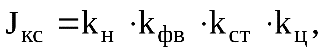 Jкс =kн ·kфв ·kст ·kц ,